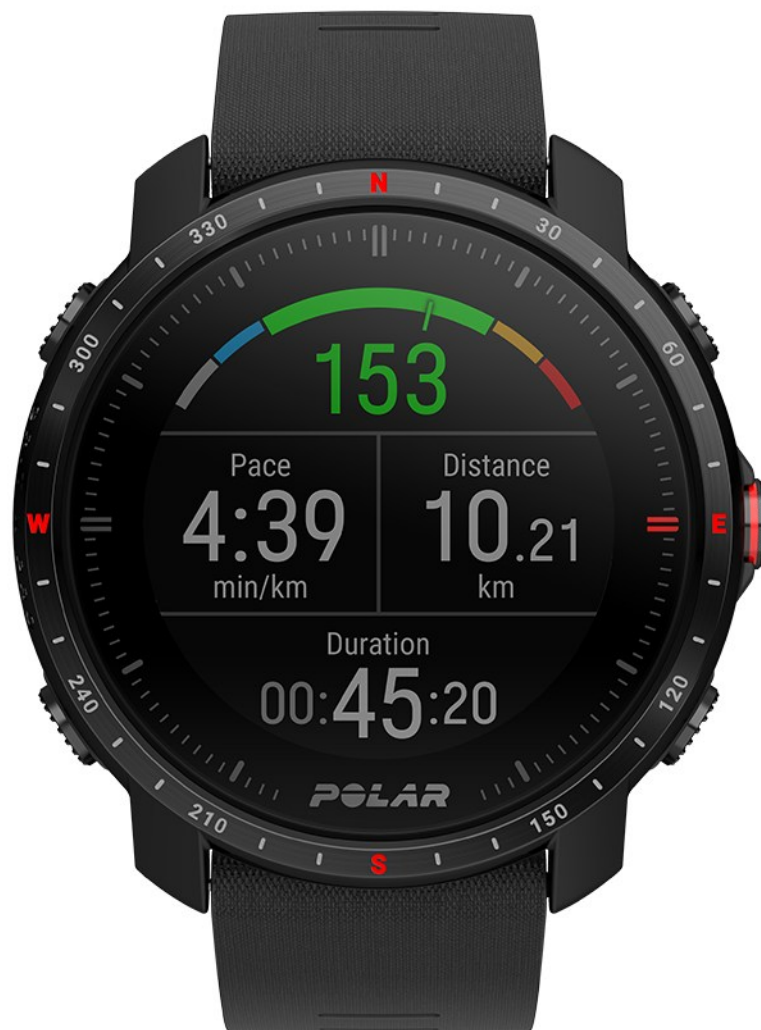 N
330
30
300
60
153
Pace
Distance
4:39
10.21
min/km
km
W
E
Duration
00:45:20
240
120
POLAR
210
150
S